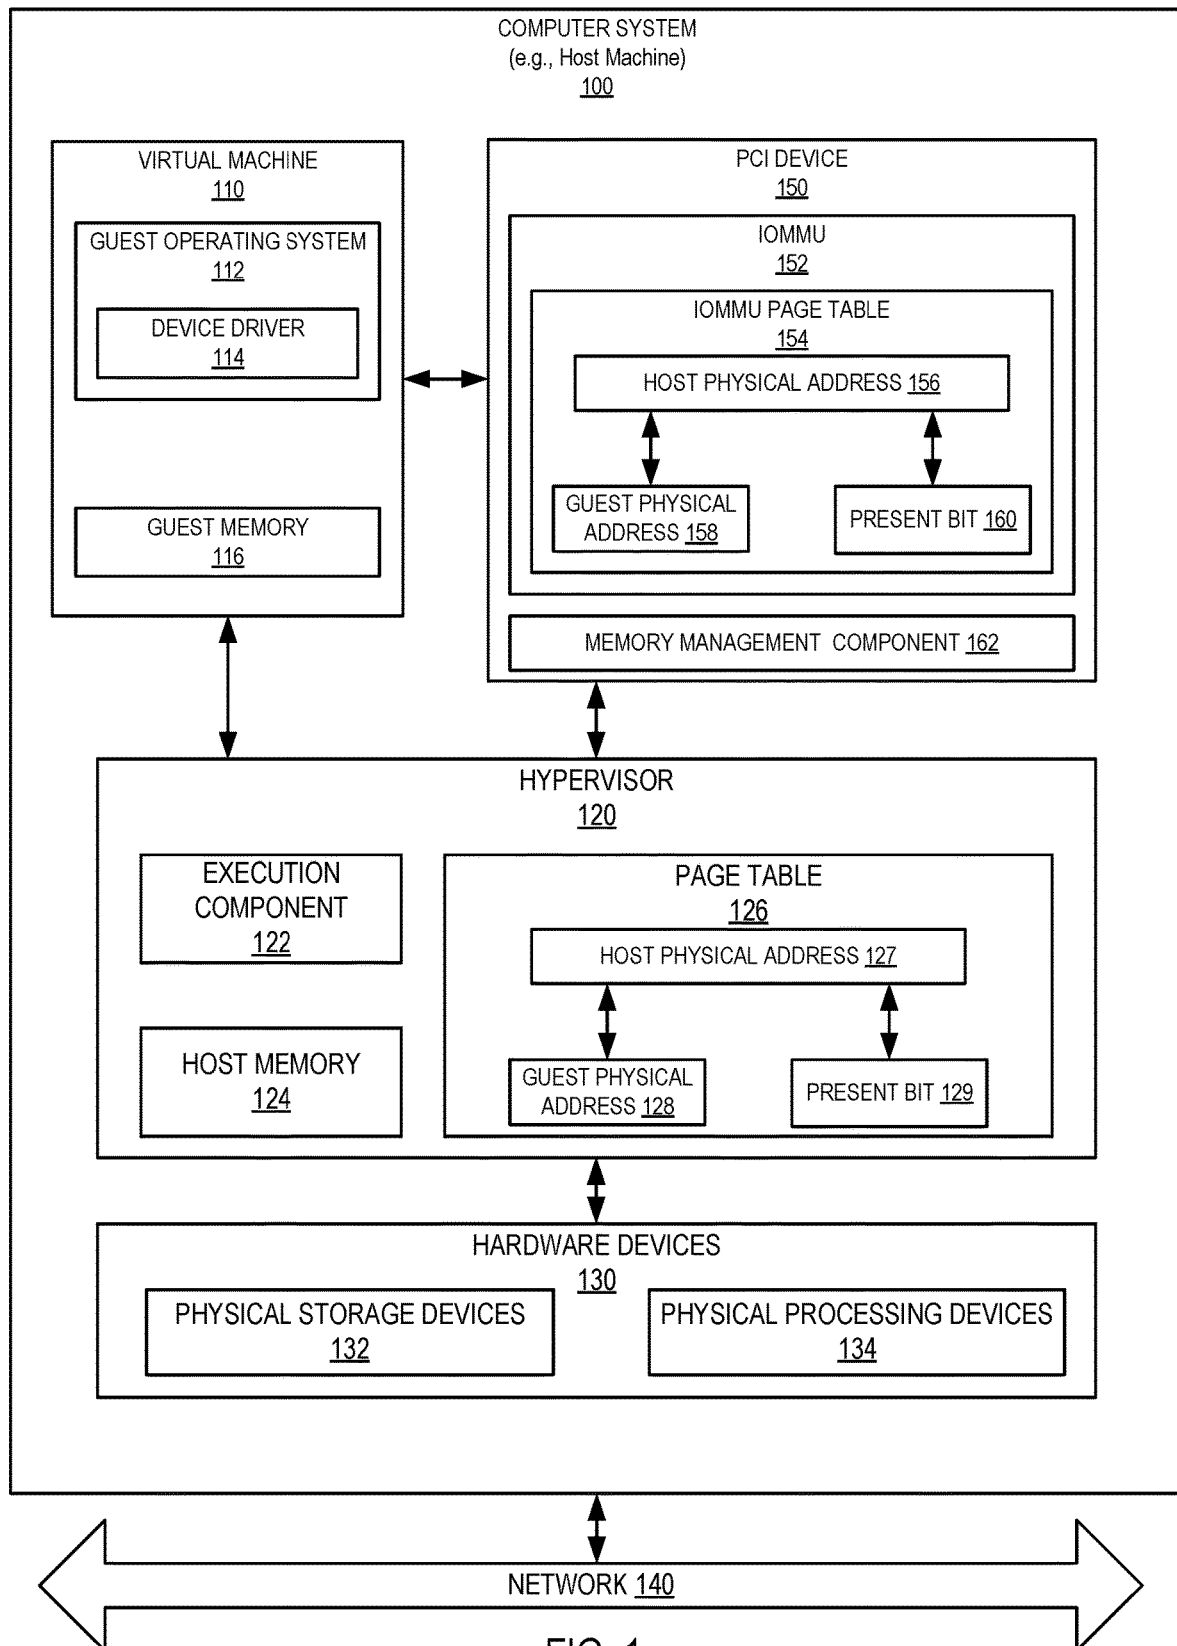 COMPUTER SYSTEM
(e.g., Host Machine)
100
VIRTUAL MACHINE
110
GUEST OPERATING SYSTEM
112
DEVICE DRIVER
114
GUEST MEMORY
116
PCI DEVICE
150
IOMMU
152
IOMMU PAGE TABLE
154
HOST PHYSICAL ADDRESS 156
GUEST PHYSICAL
ADDRESS 158
PRESENT BIT 160
MEMORY MANAGEMENT COMPONENT 162
HYPERVISOR
120
EXECUTION
COMPONENT
122
HOST MEMORY
124
PAGE TABLE
126
HOST PHYSICAL ADDRESS 127
GUEST PHYSICAL
ADDRESS 128
PRESENT BIT 129
HARDWARE DEVICES
130
PHYSICAL STORAGE DEVICES
132
PHYSICAL PROCESSING DEVICES
134
NETWORK 140
FIG. 1